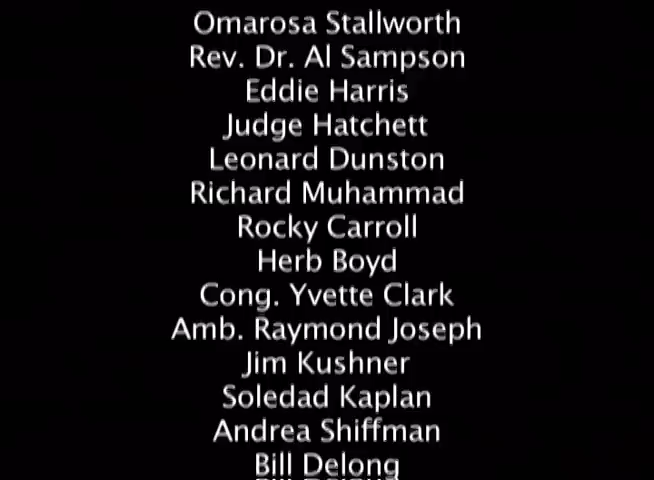 Omarosa Stallworth
Rev. Dr. Al Sampson
Eddie Harris
Judge Hatchett
Leonard Dunston
Richard Muhammad
Rocky Carroll
Herb Boyd
Cong. Yvette Clark
Amb. Raymond Joseph
Jim Kushner
Soledad Kaplan
Andrea Shiffman
Bill Delong